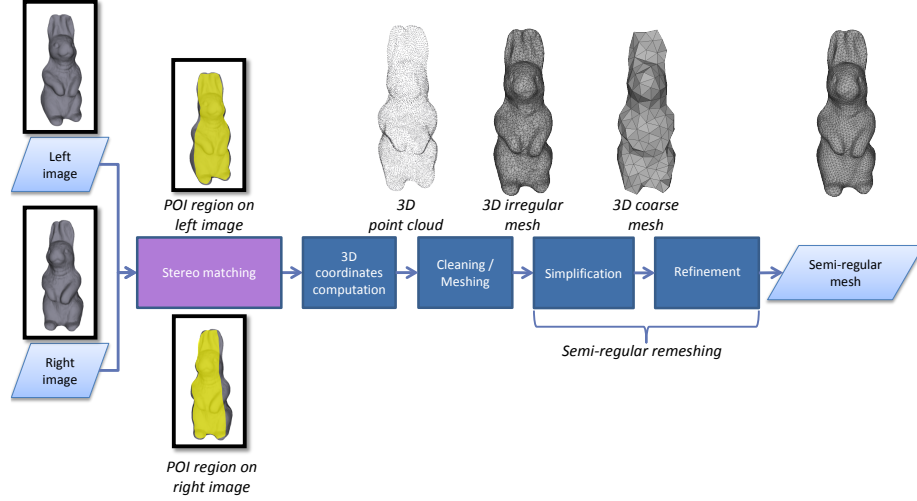 Left
image
POI region on
left image
3D
point cloud
3D irregular
mesh
3D coarse
mesh
Stereo matching
3D
coordinates
computation
Cleaning /
Meshing
Simplification
Refinement
Semi-regular
mesh
Semi-regular remeshing
Right
image
POI region on
right image